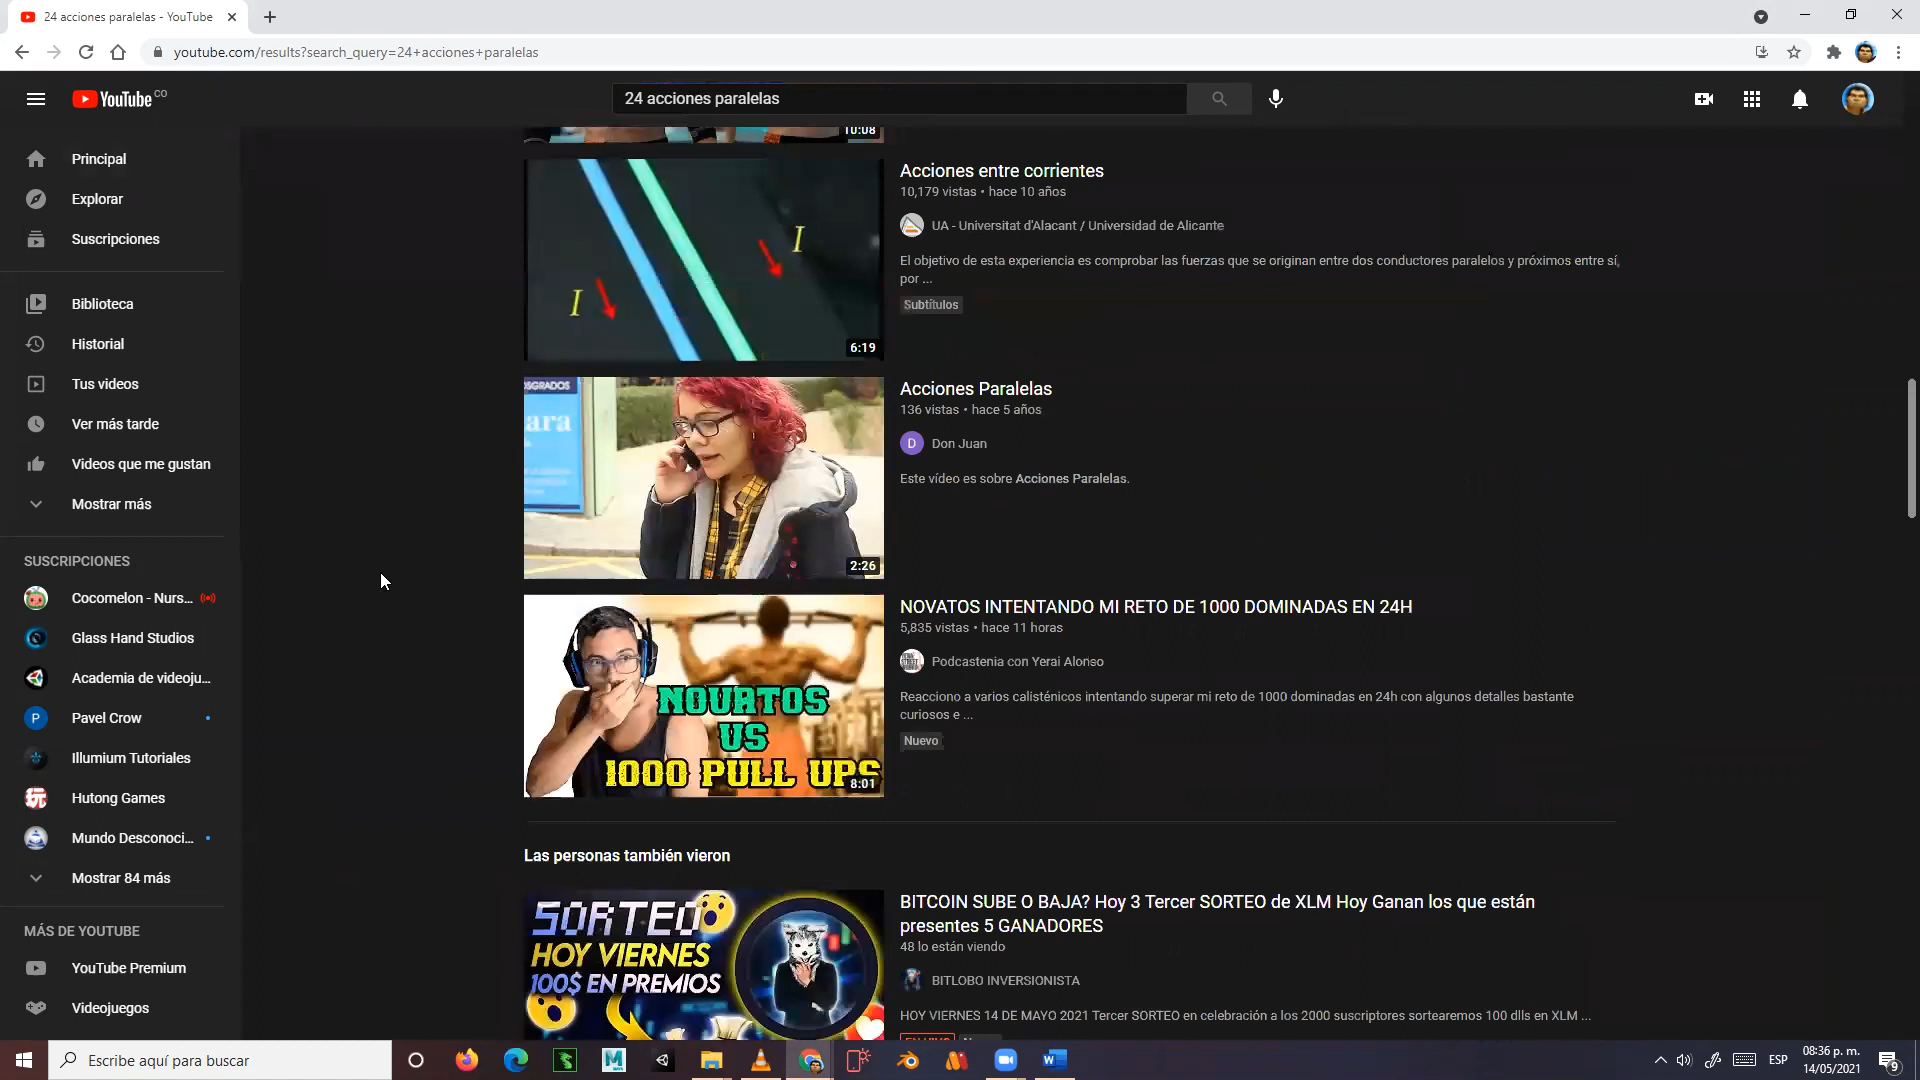 24 acciones paralelas - YouTube
youtube.com/results?search_query=24+acciones+paralelas
YouTube CO
24 acciones paralelas
Principal
Explorar
Suscripciones
Biblioteca
Historial
Tus videos
Ver más tarde
Videos que me gustan
Mostrar más
SUSCRIPCIONES
Cocomelon - Nurs...
Glass Hand Studios
Academia de videoju...
P Pavel Crow
Illumium Tutoriales
Hutong Games
Mundo Desconoci...
Mostrar 84 más
MÁS DE YOUTUBE
YouTube Premium
Videojuegos
10:08
I
I
6:19
Acciones entre corrientes
10,179 vistas • hace 10 años
UA - Universitat d'Alacant / Universidad de Alicante
El objetivo de esta experiencia es comprobar las fuerzas que se originan entre dos conductores paralelos y próximos entre sí,
por ...
Subtítulos
OSGRADOS
ara
2:26
Acciones Paralelas
136 vistas • hace 5 años
D Don Juan
Este vídeo es sobre Acciones Paralelas.
NOVATOS
VS
1000 PULL UPS
8:01
NOVATOS INTENTANDO MI RETO DE 1000 DOMINADAS EN 24H
5,835 vistas • hace 11 horas
Podcastenia con Yerai Alonso
Reacciono a varios calisténicos intentando superar mi reto de 1000 dominadas en 24h con algunos detalles bastante
curiosos e ...
Nuevo
Las personas también vieron
SORTEO
HOY VIERNES
100$ EN PREMIOS
BITCOIN SUBE O BAJA? Hoy 3 Tercer SORTEO de XLM Hoy Ganan los que están
presentes 5 GANADORES
48 lo están viendo
BITLOBO INVERSIONISTA
HOY VIERNES 14 DE MAYO 2021 Tercer SORTEO en celebración a los 2000 suscriptores sortearemos 100 dlls en XLM ...
EN VIVO
Escribe aquí para buscar
ESP
08:36 p. m.
14/05/2021
9